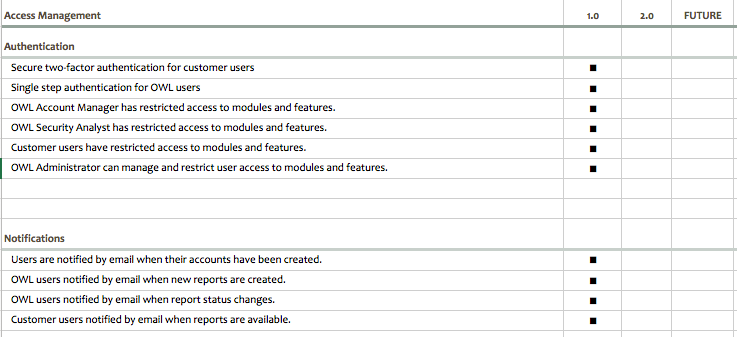 Access Management 1.0 2.0 FUTURE
Authentication
Secure two-factor authentication for customer users
Single step authentication for OWL users
OWL Account Manager has restricted access to modules and features.
OWL Security Analyst has restricted access to modules and features.
Customer users have restricted access to modules and features.
OWL Administrator can manage and restrict user access to modules and features.
Notifications
Users are notified by email when their accounts have been created.
OWL users notified by email when new reports are created.
OWL users notified by email when report status changes.
Customer users notified by email when reports are available.